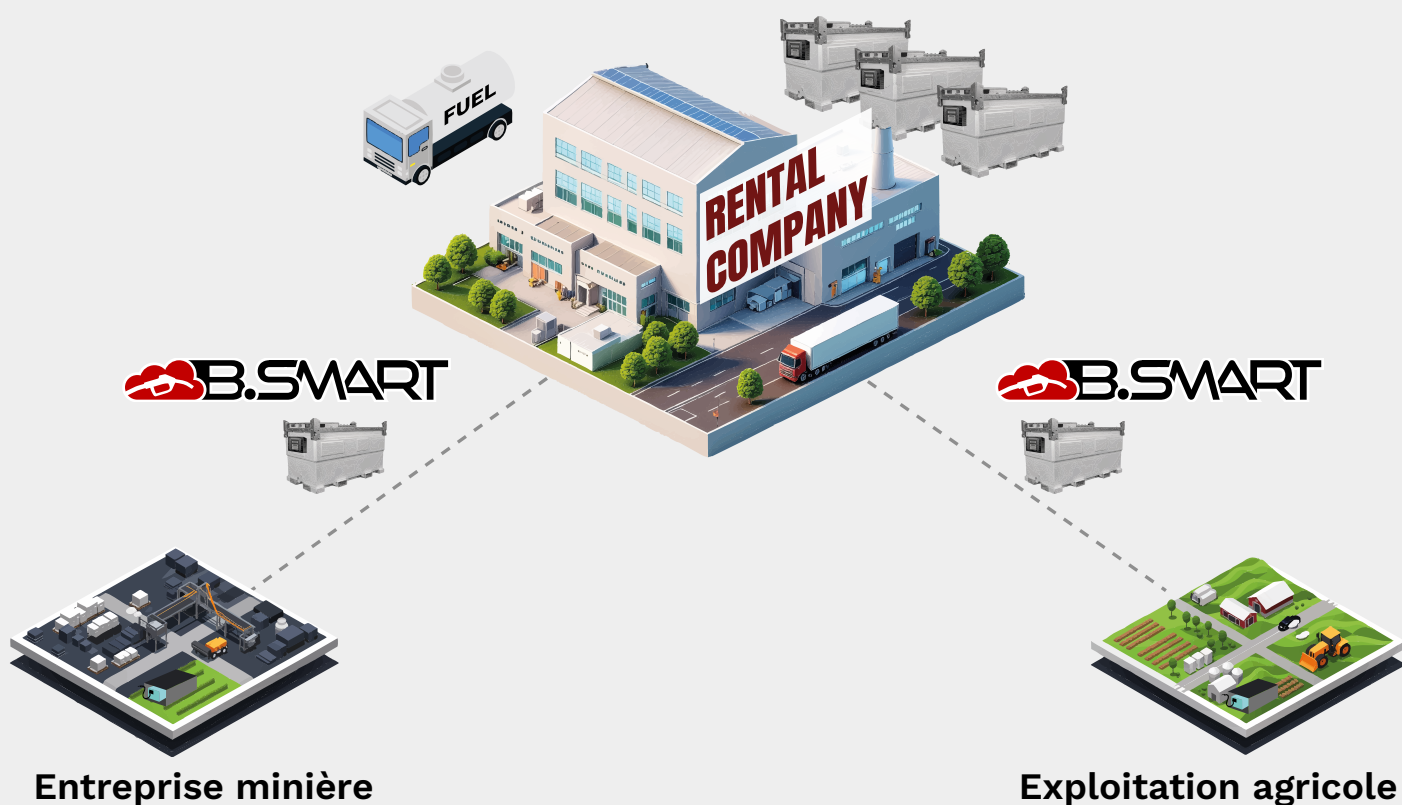 FUEL
RENTAL
COMPANY
B.SMART
B.SMART
Entreprise minière
Exploitation agricole